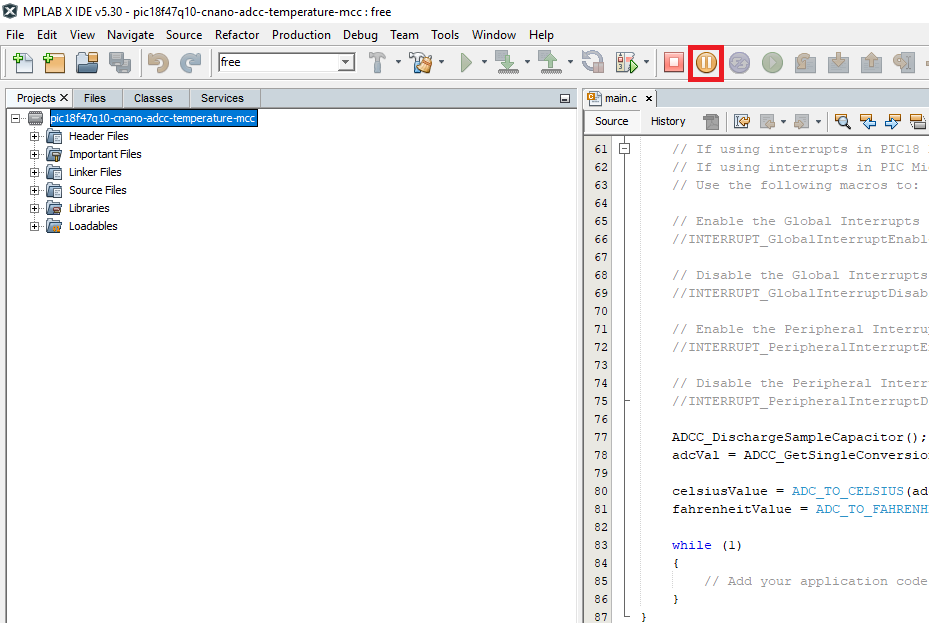 MPLAB X IDE v5.30 - pic18f47q10-cnano-adcc-temperature-mcc : free
File Edit View Navigate Source Refactor Production Debug Team Tools Window Help
free
Projects Files Classes Services
pic18f47q10-cnano-adcc-temperature-mcc
Header Files
Important Files
Linker Files
Source Files
Libraries
Loadables
main.c
Source History
61 // If using interrupts in PIC18
62 // If using interrupts in PIC Mi
63 // Use the following macros to:
64
65 // Enable the Global Interrupts
66 //INTERRUPT_GlobalInterruptEnabl
67
68 // Disable the Global Interrupts
69 //INTERRUPT_GlobalInterruptDisab
70
71 // Enable the Peripheral Interru
72 //INTERRUPT_PeripheralInterruptE
73
74 // Disable the Peripheral Interr
75 //INTERRUPT_PeripheralInterruptD
76
77 ADCC_DischargeSampleCapacitor();
78 adcVal = ADCC_GetSingleConversion
79
80 celsiusValue = ADC_TO_CELSIUS(ad
81 fahrenheitValue = ADC_TO_FAHRENH
82
83 while (1)
84 {
85 // Add your application code
86 }
87 }